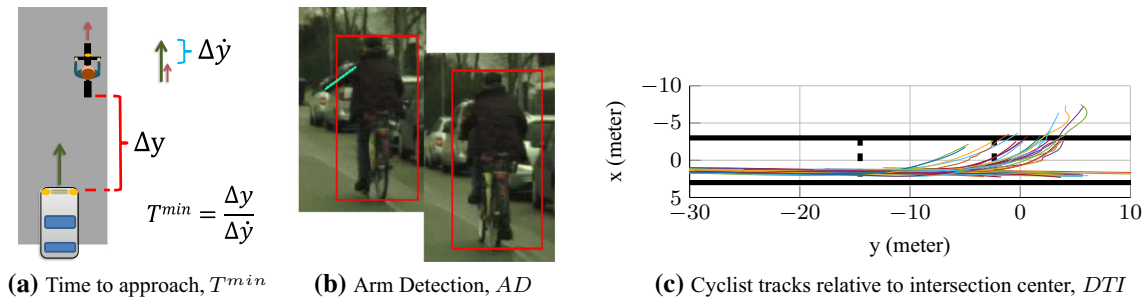 Δẏ
Δy
T^min = Δy / Δẏ
(a) Time to approach, T^min
(b) Arm Detection, AD
−10
−5
0
5
x (meter)
−30 −20 −10 0 10
y (meter)
(c) Cyclist tracks relative to intersection center, DTI